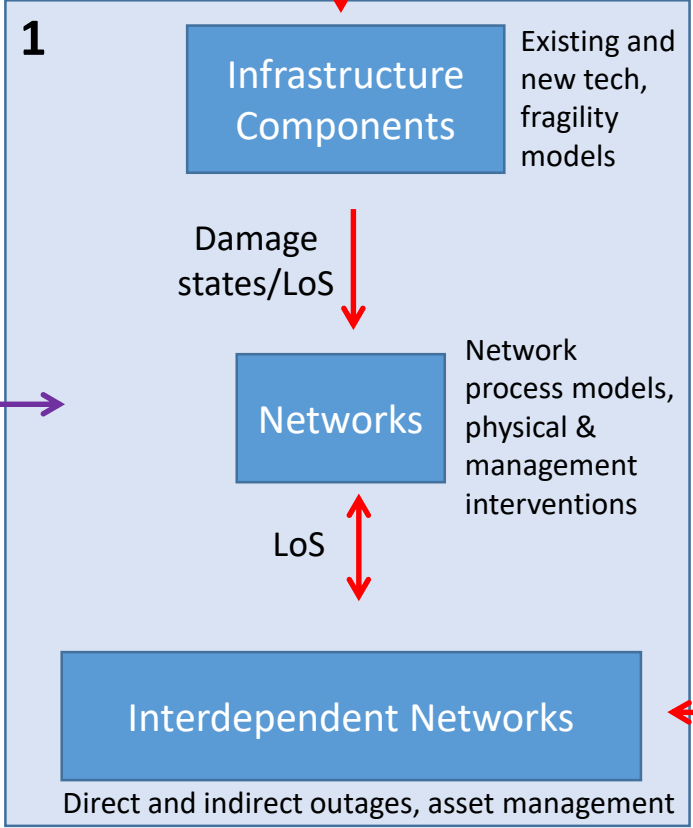 1
Infrastructure
Components
Existing and
new tech,
fragility
models
Damage
states/LoS
Networks
Network
process models,
physical &
management
interventions
LoS
Interdependent Networks
Direct and indirect outages, asset management